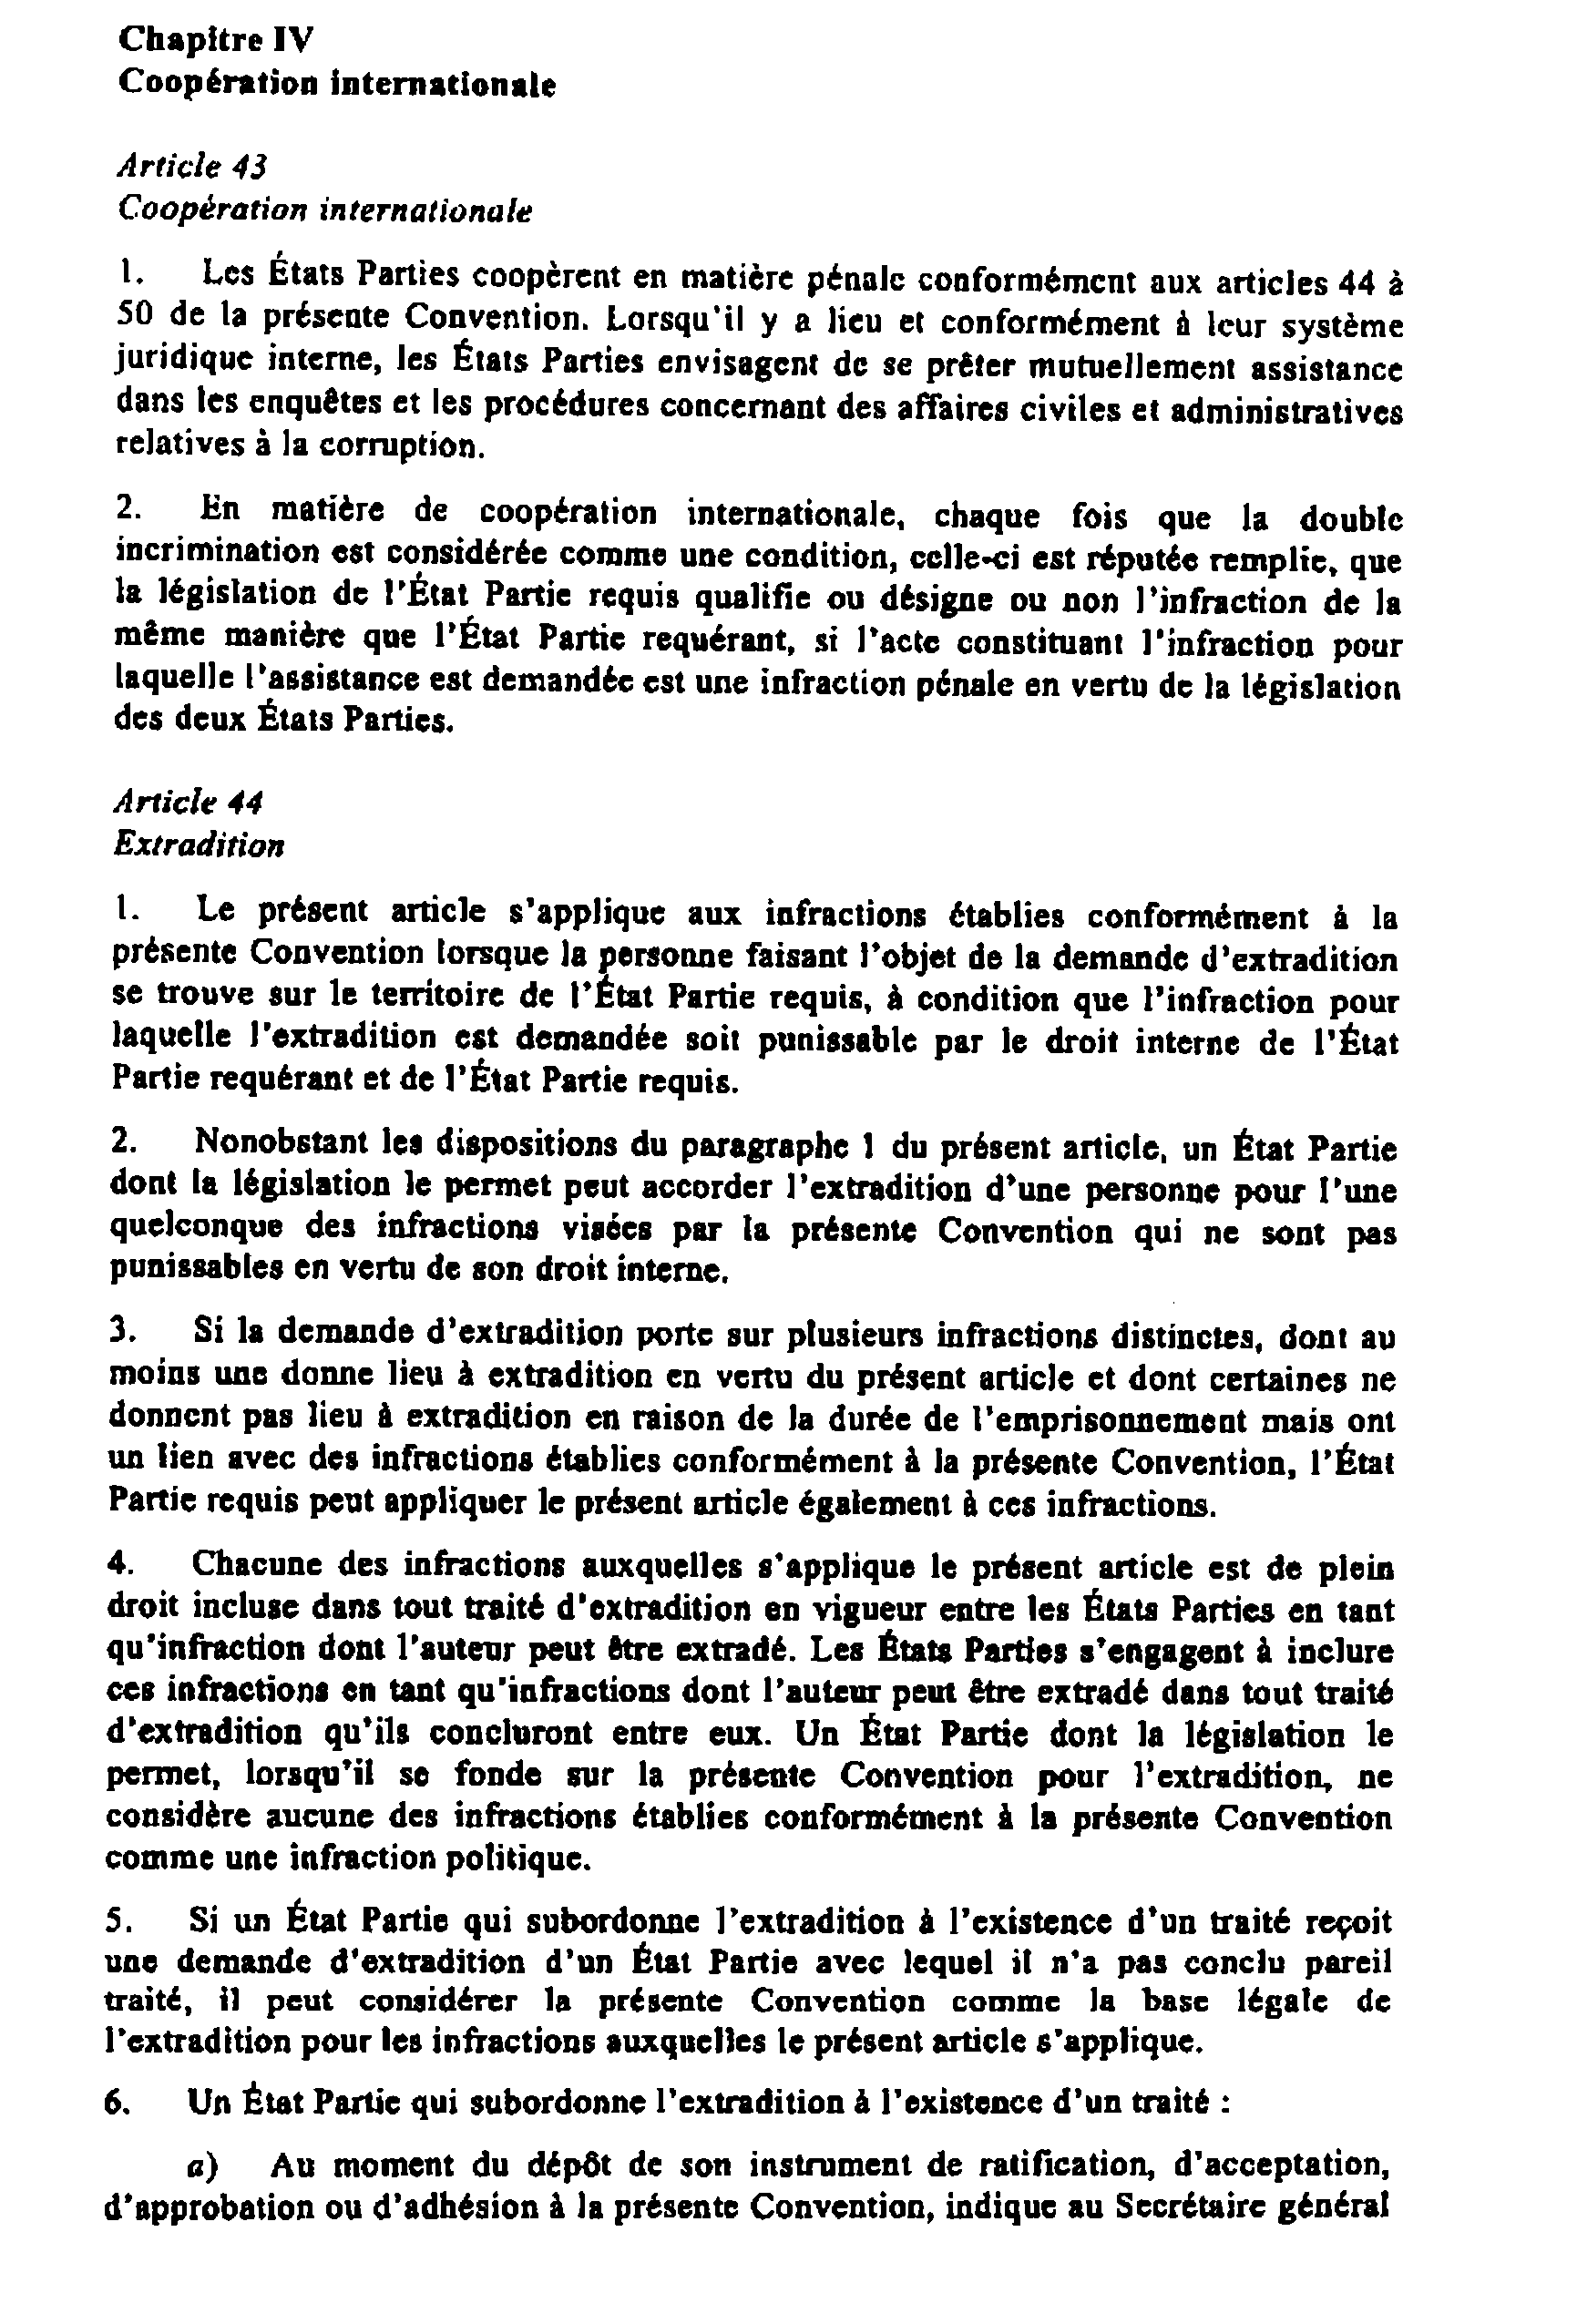 Chapitre IV
Coopération internationale
Article 43
Coopération internationale
1. Les États Parties coopèrent en matière pénale conformément aux articles 44 à
50 de la présente Convention. Lorsqu'il y a lieu et conformément à leur système
juridique interne, les États Parties envisagent de se prêter mutuellement assistance
dans les enquêtes et les procédures concernant des affaires civiles et administratives
relatives à la corruption.
2. En matière de coopération internationale, chaque fois que la double
incrimination est considérée comme une condition, celle-ci est réputée remplie, que
la législation de l'État Partie requis qualifie ou désigne ou non l'infraction de la
même manière que l'État Partie requérant, si l'acte constituant l'infraction pour
laquelle l'assistance est demandée est une infraction pénale en vertu de la législation
des deux États Parties.
Article 44
Extradition
1. Le présent article s'applique aux infractions établies conformément à la
présente Convention lorsque la personne faisant l'objet de la demande d'extradition
se trouve sur le territoire de l'État Partie requis, à condition que l'infraction pour
laquelle l'extradition est demandée soit punissable par le droit interne de l'État
Partie requérant et de l'État Partie requis.
2. Nonobstant les dispositions du paragraphe 1 du présent article, un État Partie
dont la législation le permet peut accorder l'extradition d'une personne pour l'une
quelconque des infractions visées par la présente Convention qui ne sont pas
punissables en vertu de son droit interne.
3. Si la demande d'extradition porte sur plusieurs infractions distinctes, dont au
moins une donne lieu à extradition en vertu du présent article et dont certaines ne
donnent pas lieu à extradition en raison de la durée de l'emprisonnement mais ont
un lien avec des infractions établies conformément à la présente Convention, l'État
Partie requis peut appliquer le présent article également à ces infractions.
4. Chacune des infractions auxquelles s'applique le présent article est de plein
droit incluse dans tout traité d'extradition en vigueur entre les États Parties en tant
qu'infraction dont l'auteur peut être extradé. Les États Parties s'engagent à inclure
ces infractions en tant qu'infractions dont l'auteur peut être extradé dans tout traité
d'extradition qu'ils concluront entre eux. Un État Partie dont la législation le
permet, lorsqu'il se fonde sur la présente Convention pour l'extradition, ne
considère aucune des infractions établies conformément à la présente Convention
comme une infraction politique.
5. Si un État Partie qui subordonne l'extradition à l'existence d'un traité reçoit
une demande d'extradition d'un État Partie avec lequel il n'a pas conclu pareil
traité, il peut considérer la présente Convention comme la base légale de
l'extradition pour les infractions auxquelles le présent article s'applique.
6. Un État Partie qui subordonne l'extradition à l'existence d'un traité :
a) Au moment du dépôt de son instrument de ratification, d'acceptation,
d'approbation ou d'adhésion à la présente Convention, indique au Secrétaire général